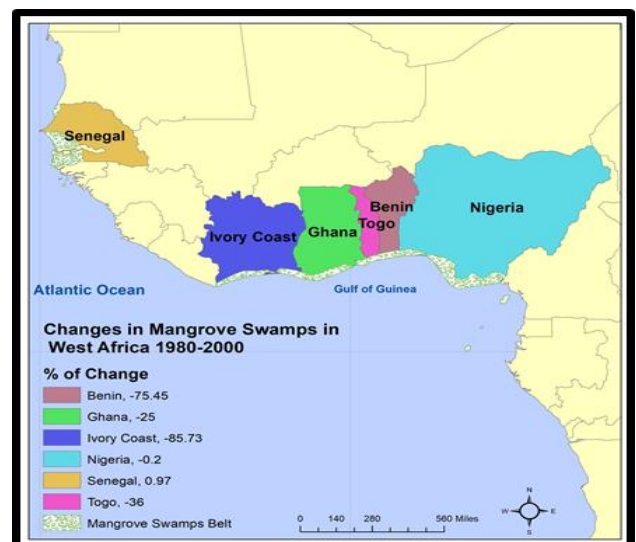 Senegal
Benin
Nigeria
Togo
Ghana
Ivory Coast
Atlantic Ocean
Gulf of Guinea
Changes in Mangrove Swamps in
West Africa 1980-2000
% of Change
Benin, -75.45
Ghana, -25
Ivory Coast, -85.73
Nigeria, -0.2
Senegal, 0.97
Togo, -36
Mangrove Swamps Belt
0 140 280 560 Miles
N
W E
S